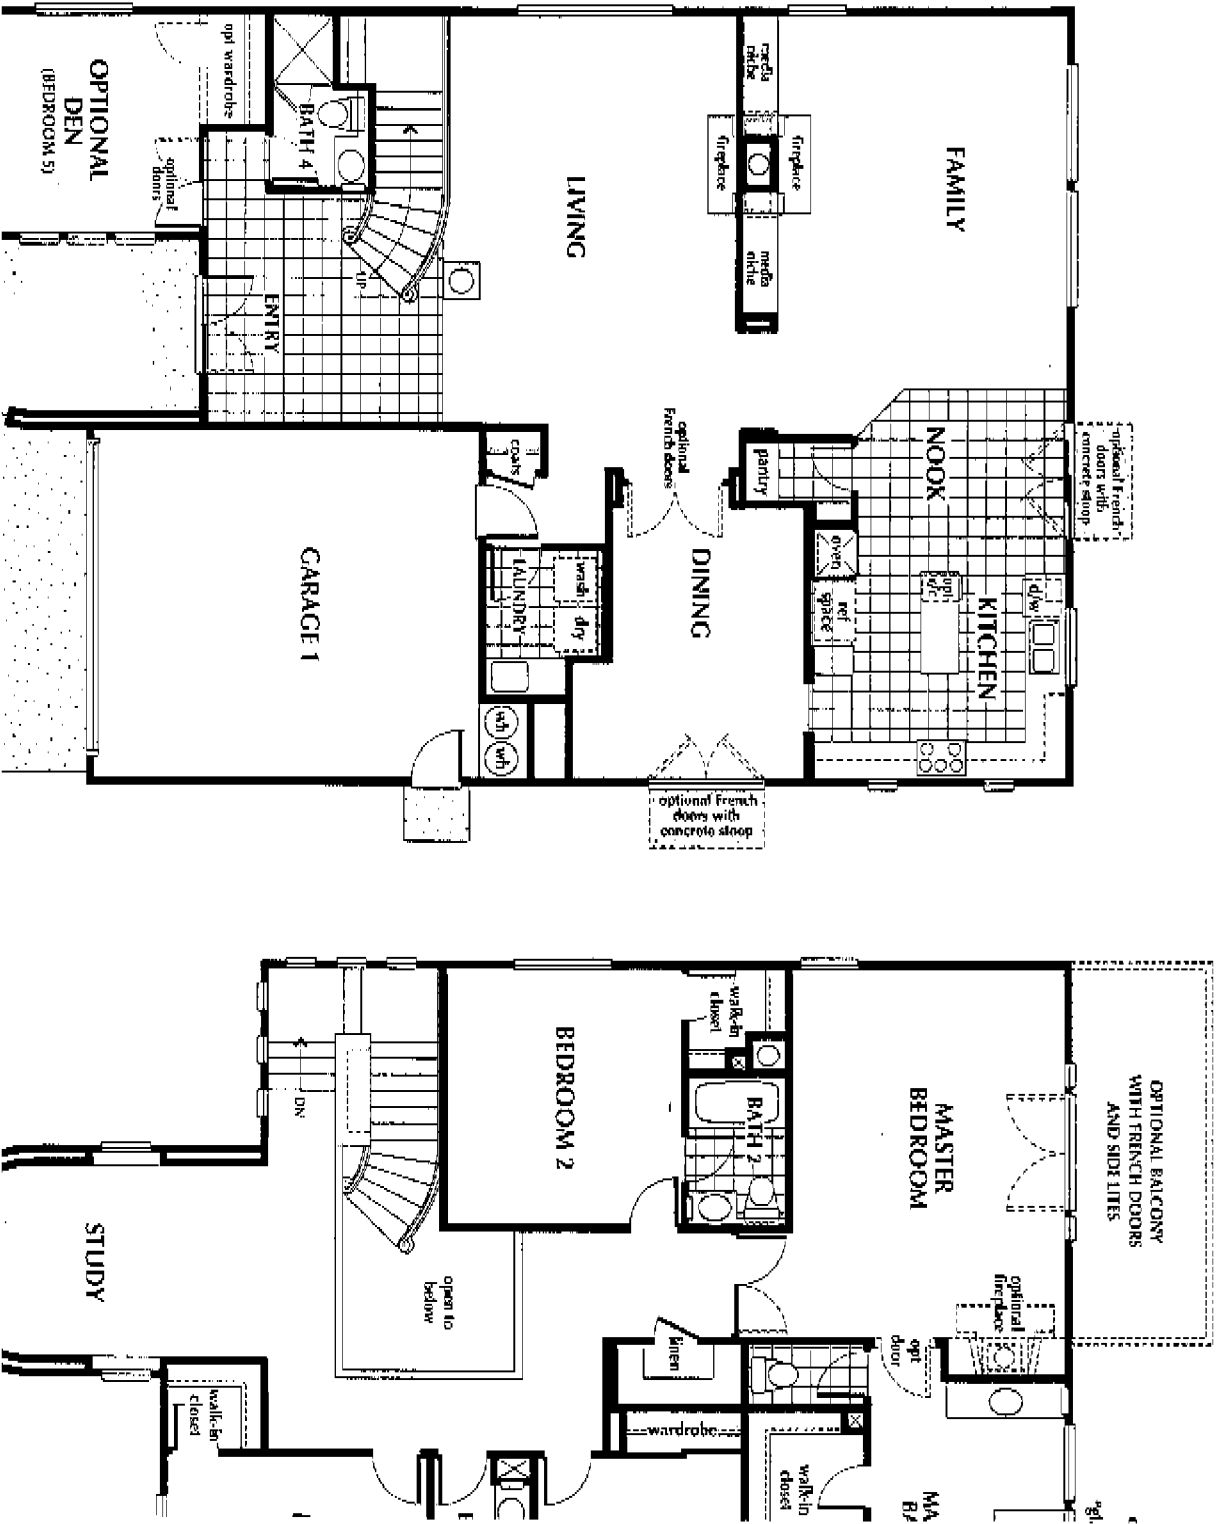 OPTIONAL
DEN
(BEDROOM 5)
opt wardrobe
optional
doors
BATH 4
UP
ENTRY
LIVING
media
niche
fireplace
fireplace
media
niche
FAMILY
coats
optional
French doors
pantry
NOOK
optional French
doors with
concrete stoop
GARAGE 1
LAUNDRY
wash
dry
wh
wh
DINING
oven
ref
space
opt
KITCHEN
d/w
optional French
doors with
concrete stoop
DN
BEDROOM 2
walk-in
closet
BATH 2
MASTER
BEDROOM
OPTIONAL BALCONY
WITH FRENCH DOORS
AND SIDE LITES
STUDY
open to
below
linen
opt
door
optional
fireplace
walk-in
closet
wardrobe
walk-in
closet
MA